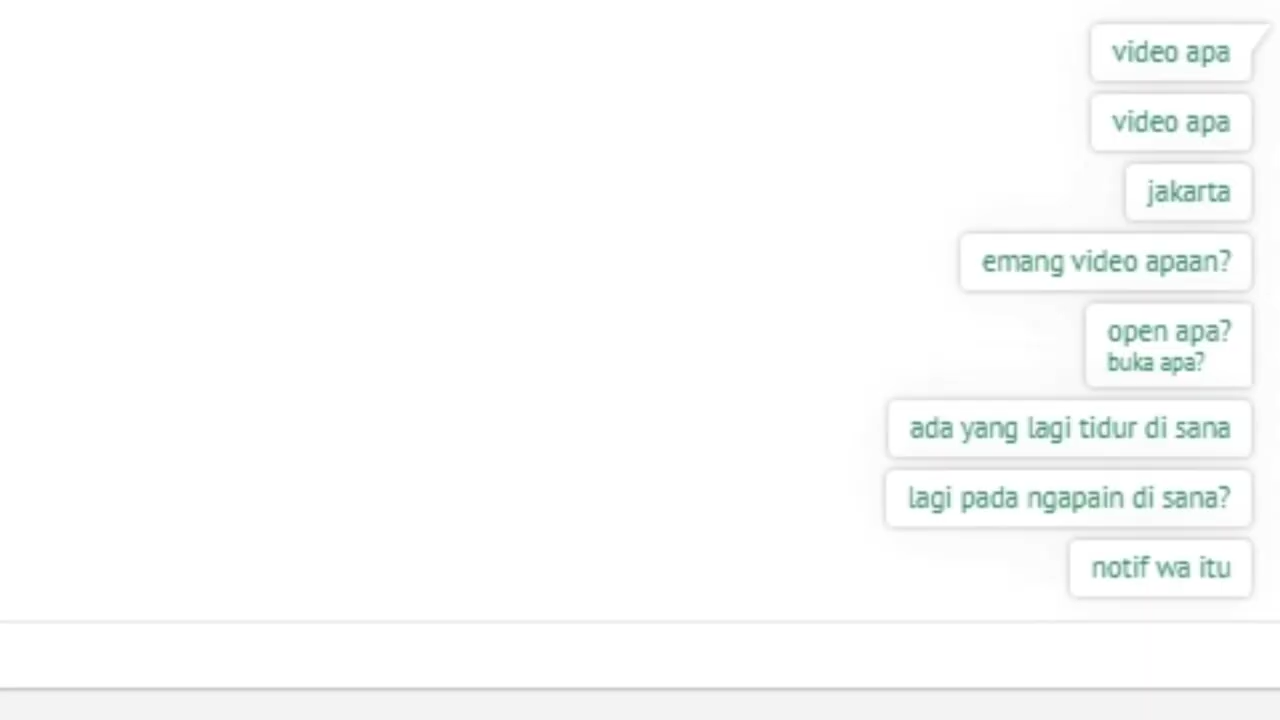 video apa
video apa
jakarta
emang video apaan?
open apa?
buka apa?
ada yang lagi tidur di sana
lagi pada ngapain di sana?
notif wa itu